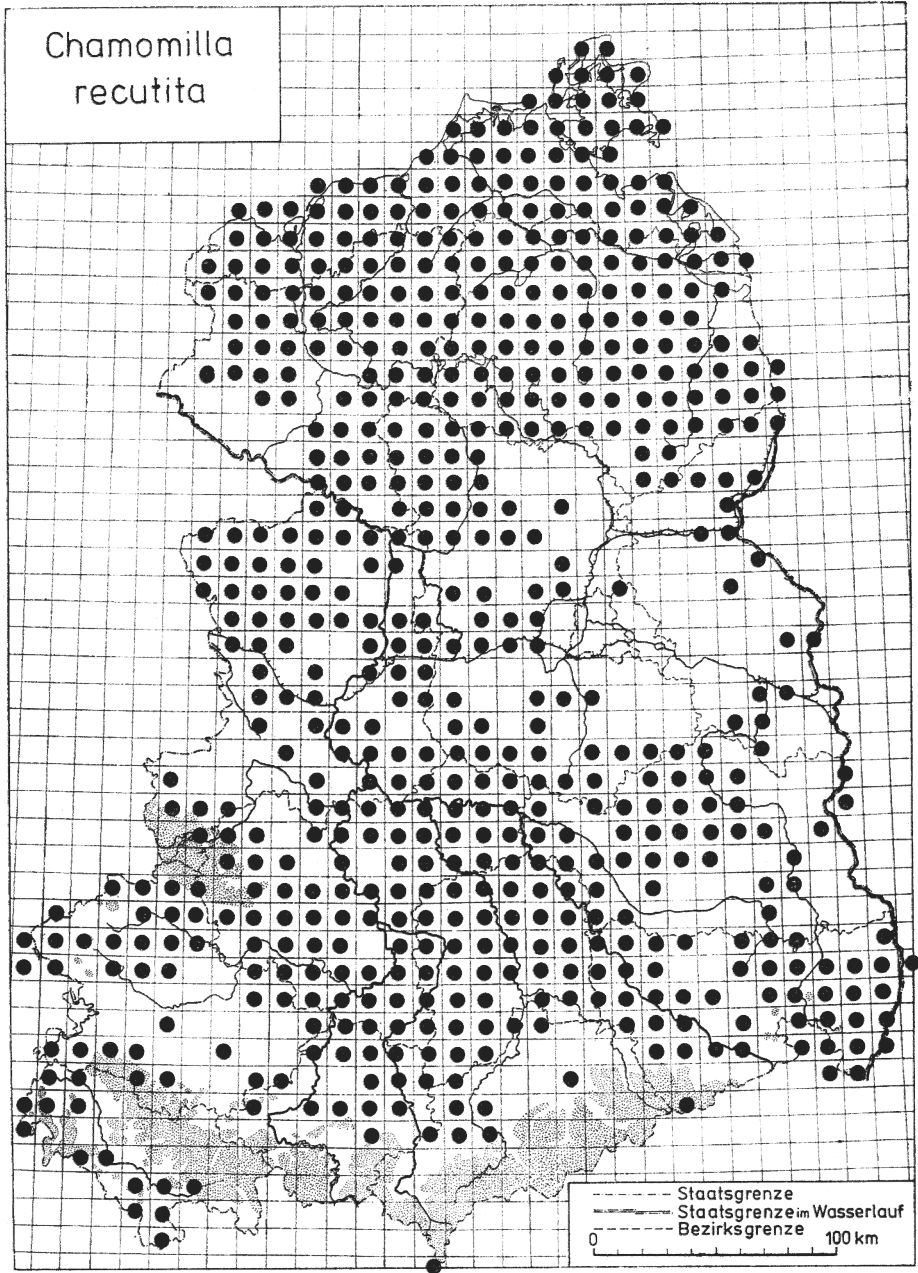 Chamomilla
recutita
Staatsgrenze
Staatsgrenze im Wasserlauf
Bezirksgrenze
0 100 km